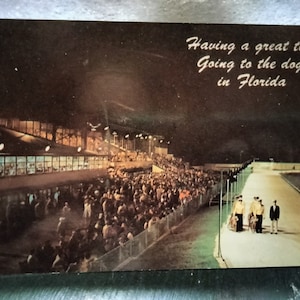 Having a great
Going to the
in Florida